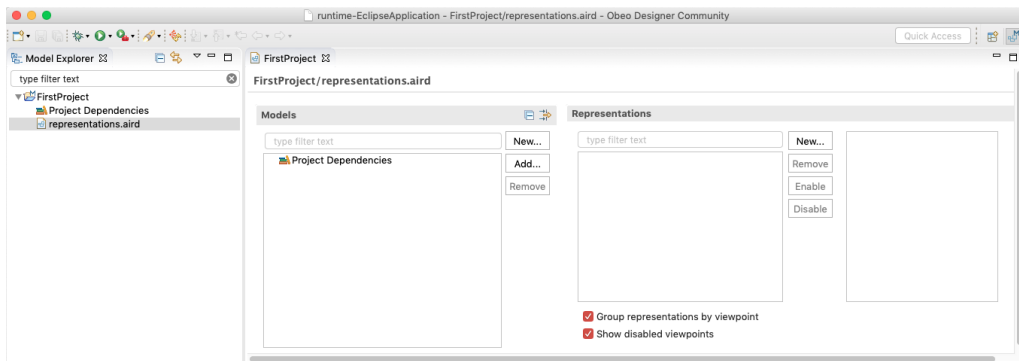 runtime-EclipseApplication - FirstProject/representations.aird - Obeo Designer Community
Quick Access
Model Explorer
FirstProject
type filter text
FirstProject/representations.aird
FirstProject
Project Dependencies
representations.aird
Models
Representations
type filter text
New...
type filter text
New...
Project Dependencies
Add...
Remove
Remove
Enable
Disable
Group representations by viewpoint
Show disabled viewpoints